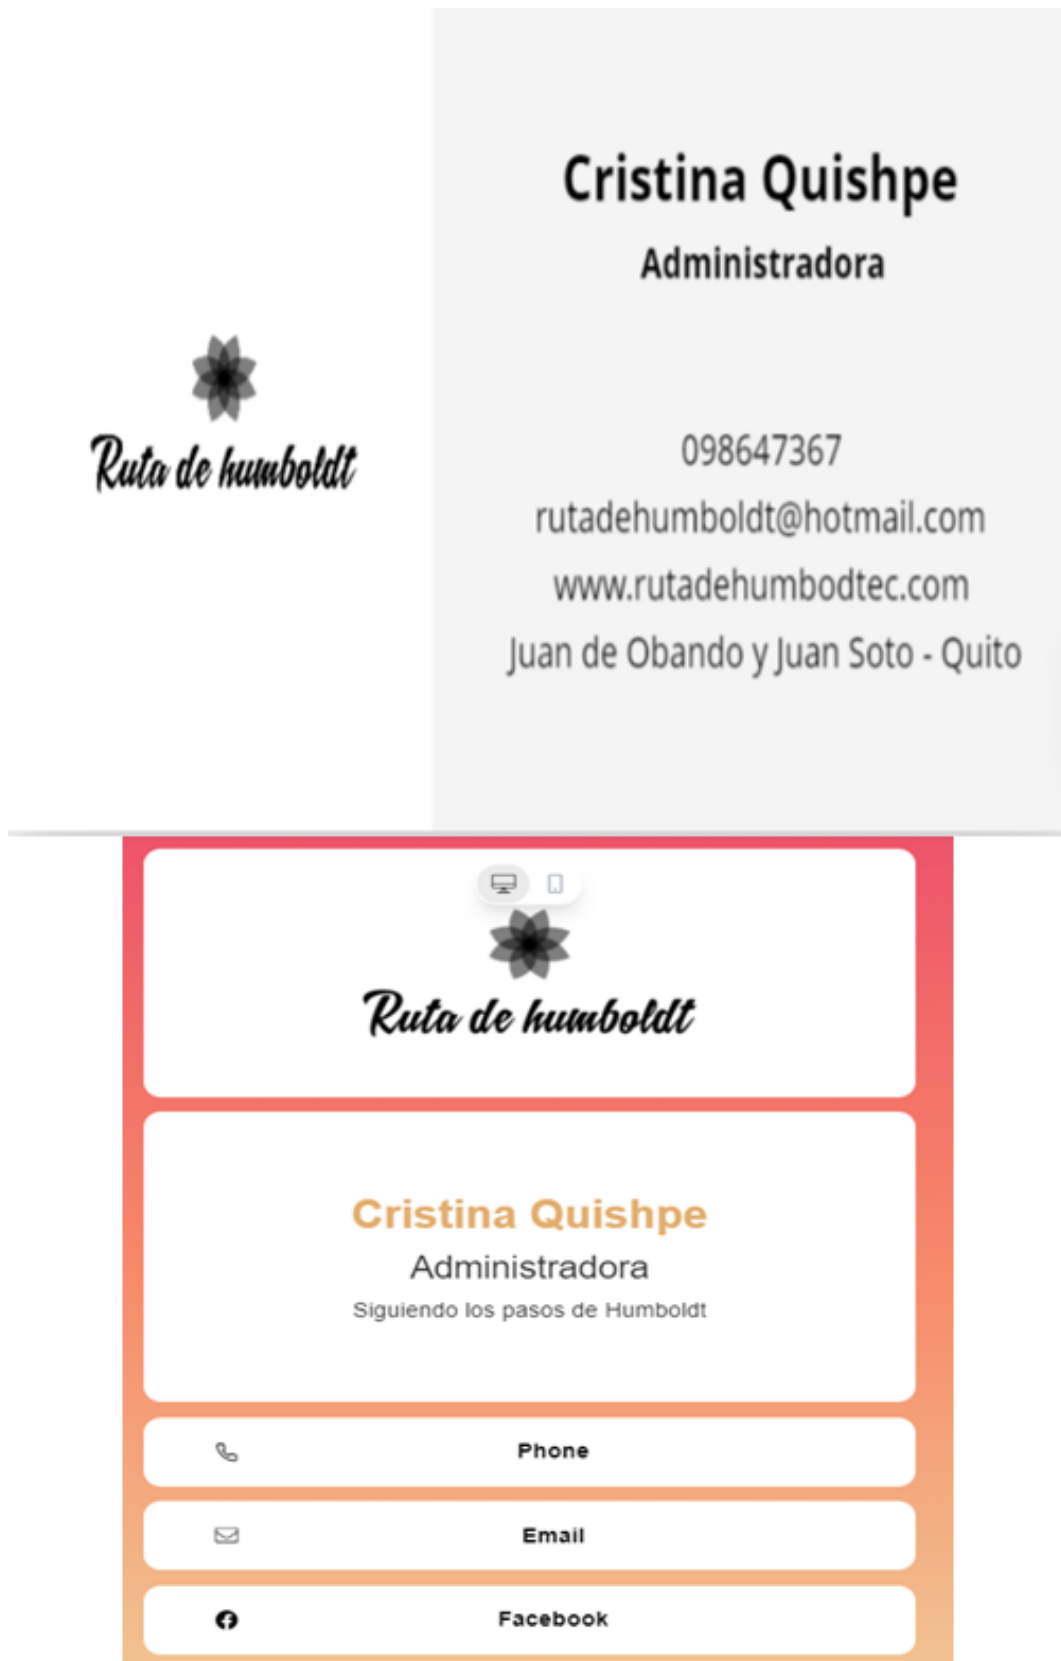 Cristina Quishpe
Administradora
Ruta de humboldt
098647367
rutadehumboldt@hotmail.com
www.rutadehumbodtec.com
Juan de Obando y Juan Soto - Quito
Ruta de humboldt
Cristina Quishpe
Administradora
Siguiendo los pasos de Humboldt
Phone
Email
Facebook